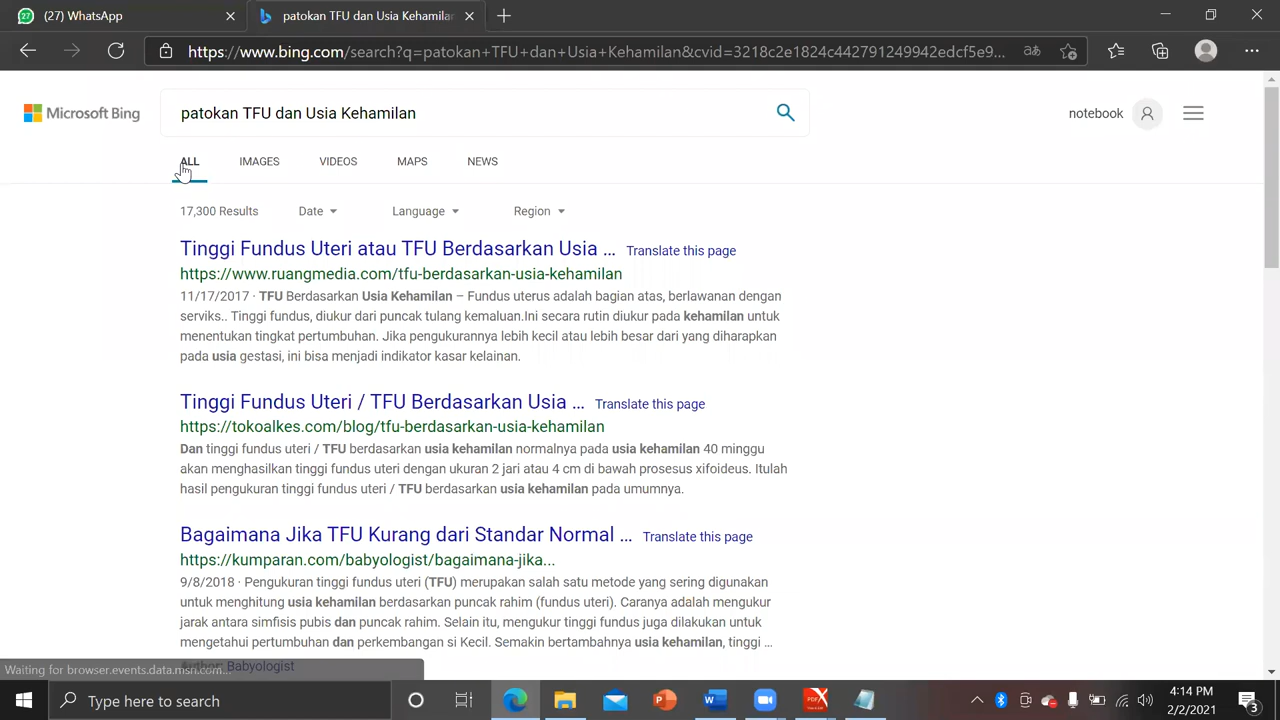 (27) WhatsApp
patokan TFU dan Usia Kehamilan
https://www.bing.com/search?q=patokan+TFU+dan+Usia+Kehamilan&cvid=3218c2e1824c442791249942edcf5e9...
Microsoft Bing
patokan TFU dan Usia Kehamilan
notebook
ALL IMAGES VIDEOS MAPS NEWS
17,300 Results Date Language Region
Tinggi Fundus Uteri atau TFU Berdasarkan Usia ... Translate this page
https://www.ruangmedia.com/tfu-berdasarkan-usia-kehamilan
11/17/2017 · TFU Berdasarkan Usia Kehamilan – Fundus uterus adalah bagian atas, berlawanan dengan
serviks.. Tinggi fundus, diukur dari puncak tulang kemaluan.Ini secara rutin diukur pada kehamilan untuk
menentukan tingkat pertumbuhan. Jika pengukurannya lebih kecil atau lebih besar dari yang diharapkan
pada usia gestasi, ini bisa menjadi indikator kasar kelainan.
Tinggi Fundus Uteri / TFU Berdasarkan Usia ... Translate this page
https://tokoalkes.com/blog/tfu-berdasarkan-usia-kehamilan
Dan tinggi fundus uteri / TFU berdasarkan usia kehamilan normalnya pada usia kehamilan 40 minggu
akan menghasilkan tinggi fundus uteri dengan ukuran 2 jari atau 4 cm di bawah prosesus xifoideus. Itulah
hasil pengukuran tinggi fundus uteri / TFU berdasarkan usia kehamilan pada umumnya.
Bagaimana Jika TFU Kurang dari Standar Normal ... Translate this page
https://kumparan.com/babyologist/bagaimana-jika...
9/8/2018 · Pengukuran tinggi fundus uteri (TFU) merupakan salah satu metode yang sering digunakan
untuk menghitung usia kehamilan berdasarkan puncak rahim (fundus uteri). Caranya adalah mengukur
jarak antara simfisis pubis dan puncak rahim. Selain itu, mengukur tinggi fundus juga dilakukan untuk
mengetahui pertumbuhan dan perkembangan si Kecil. Semakin bertambahnya usia kehamilan, tinggi ...
Author: Babyologist
Waiting for browser.events.data.msn.com...
Type here to search
4:14 PM
2/2/2021
3